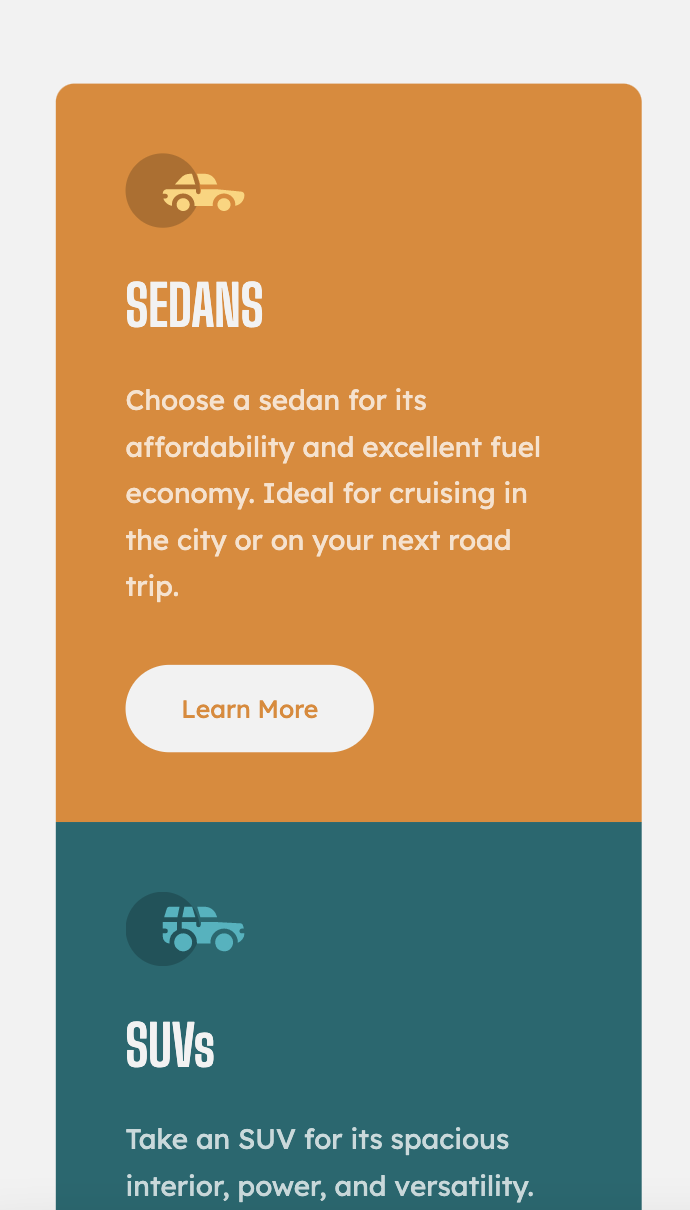 SEDANS
Choose a sedan for its
affordability and excellent fuel
economy. Ideal for cruising in
the city or on your next road
trip.
Learn More
SUVs
Take an SUV for its spacious
interior, power, and versatility.